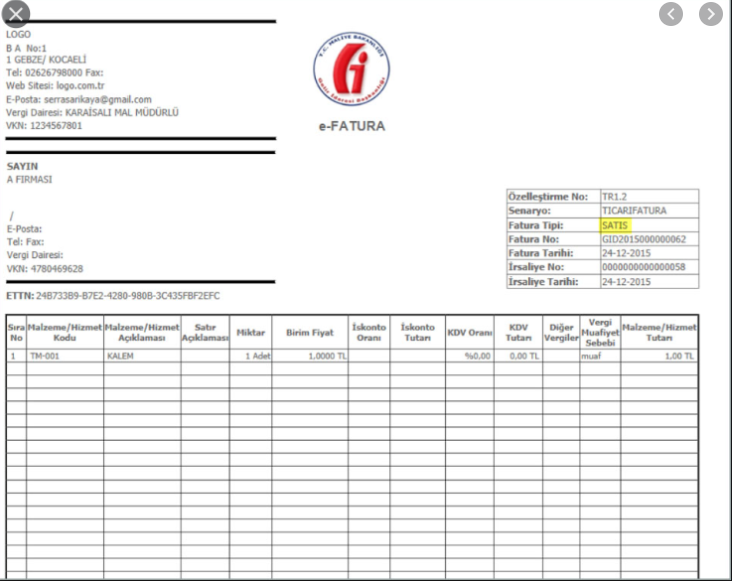 LOGO
B A No:1
1 GEBZE/ KOCAELİ
Tel: 02626798000 Fax:
Web Sitesi: logo.com.tr
E-Posta: serrasarikaya@gmail.com
Vergi Dairesi: KARAİSALI MAL MÜDÜRLÜ
VKN: 1234567801
T.C. MALİYE BAKANLIĞI
Gelir İdaresi Başkanlığı
e-FATURA
SAYIN
A FIRMASI
/
E-Posta:
Tel: Fax:
Vergi Dairesi:
VKN: 4780469628
Özelleştirme No: TR1.2
Senaryo: TICARIFATURA
Fatura Tipi: SATIS
Fatura No: GID2015000000062
Fatura Tarihi: 24-12-2015
İrsaliye No: 0000000000000058
İrsaliye Tarihi: 24-12-2015
ETTN: 24B733B9-B7E2-4280-980B-3C435FBF2EFC
Sıra No Malzeme/Hizmet Kodu Malzeme/Hizmet Açıklaması Satır Açıklaması Miktar Birim Fiyat İskonto Oranı İskonto Tutarı KDV Oranı KDV Tutarı Diğer Vergiler Vergi Muafiyet Sebebi Malzeme/Hizmet Tutarı
1 TM-001 KALEM 1 Adet 1,0000 TL %0,00 0,00 TL muaf 1,00 TL